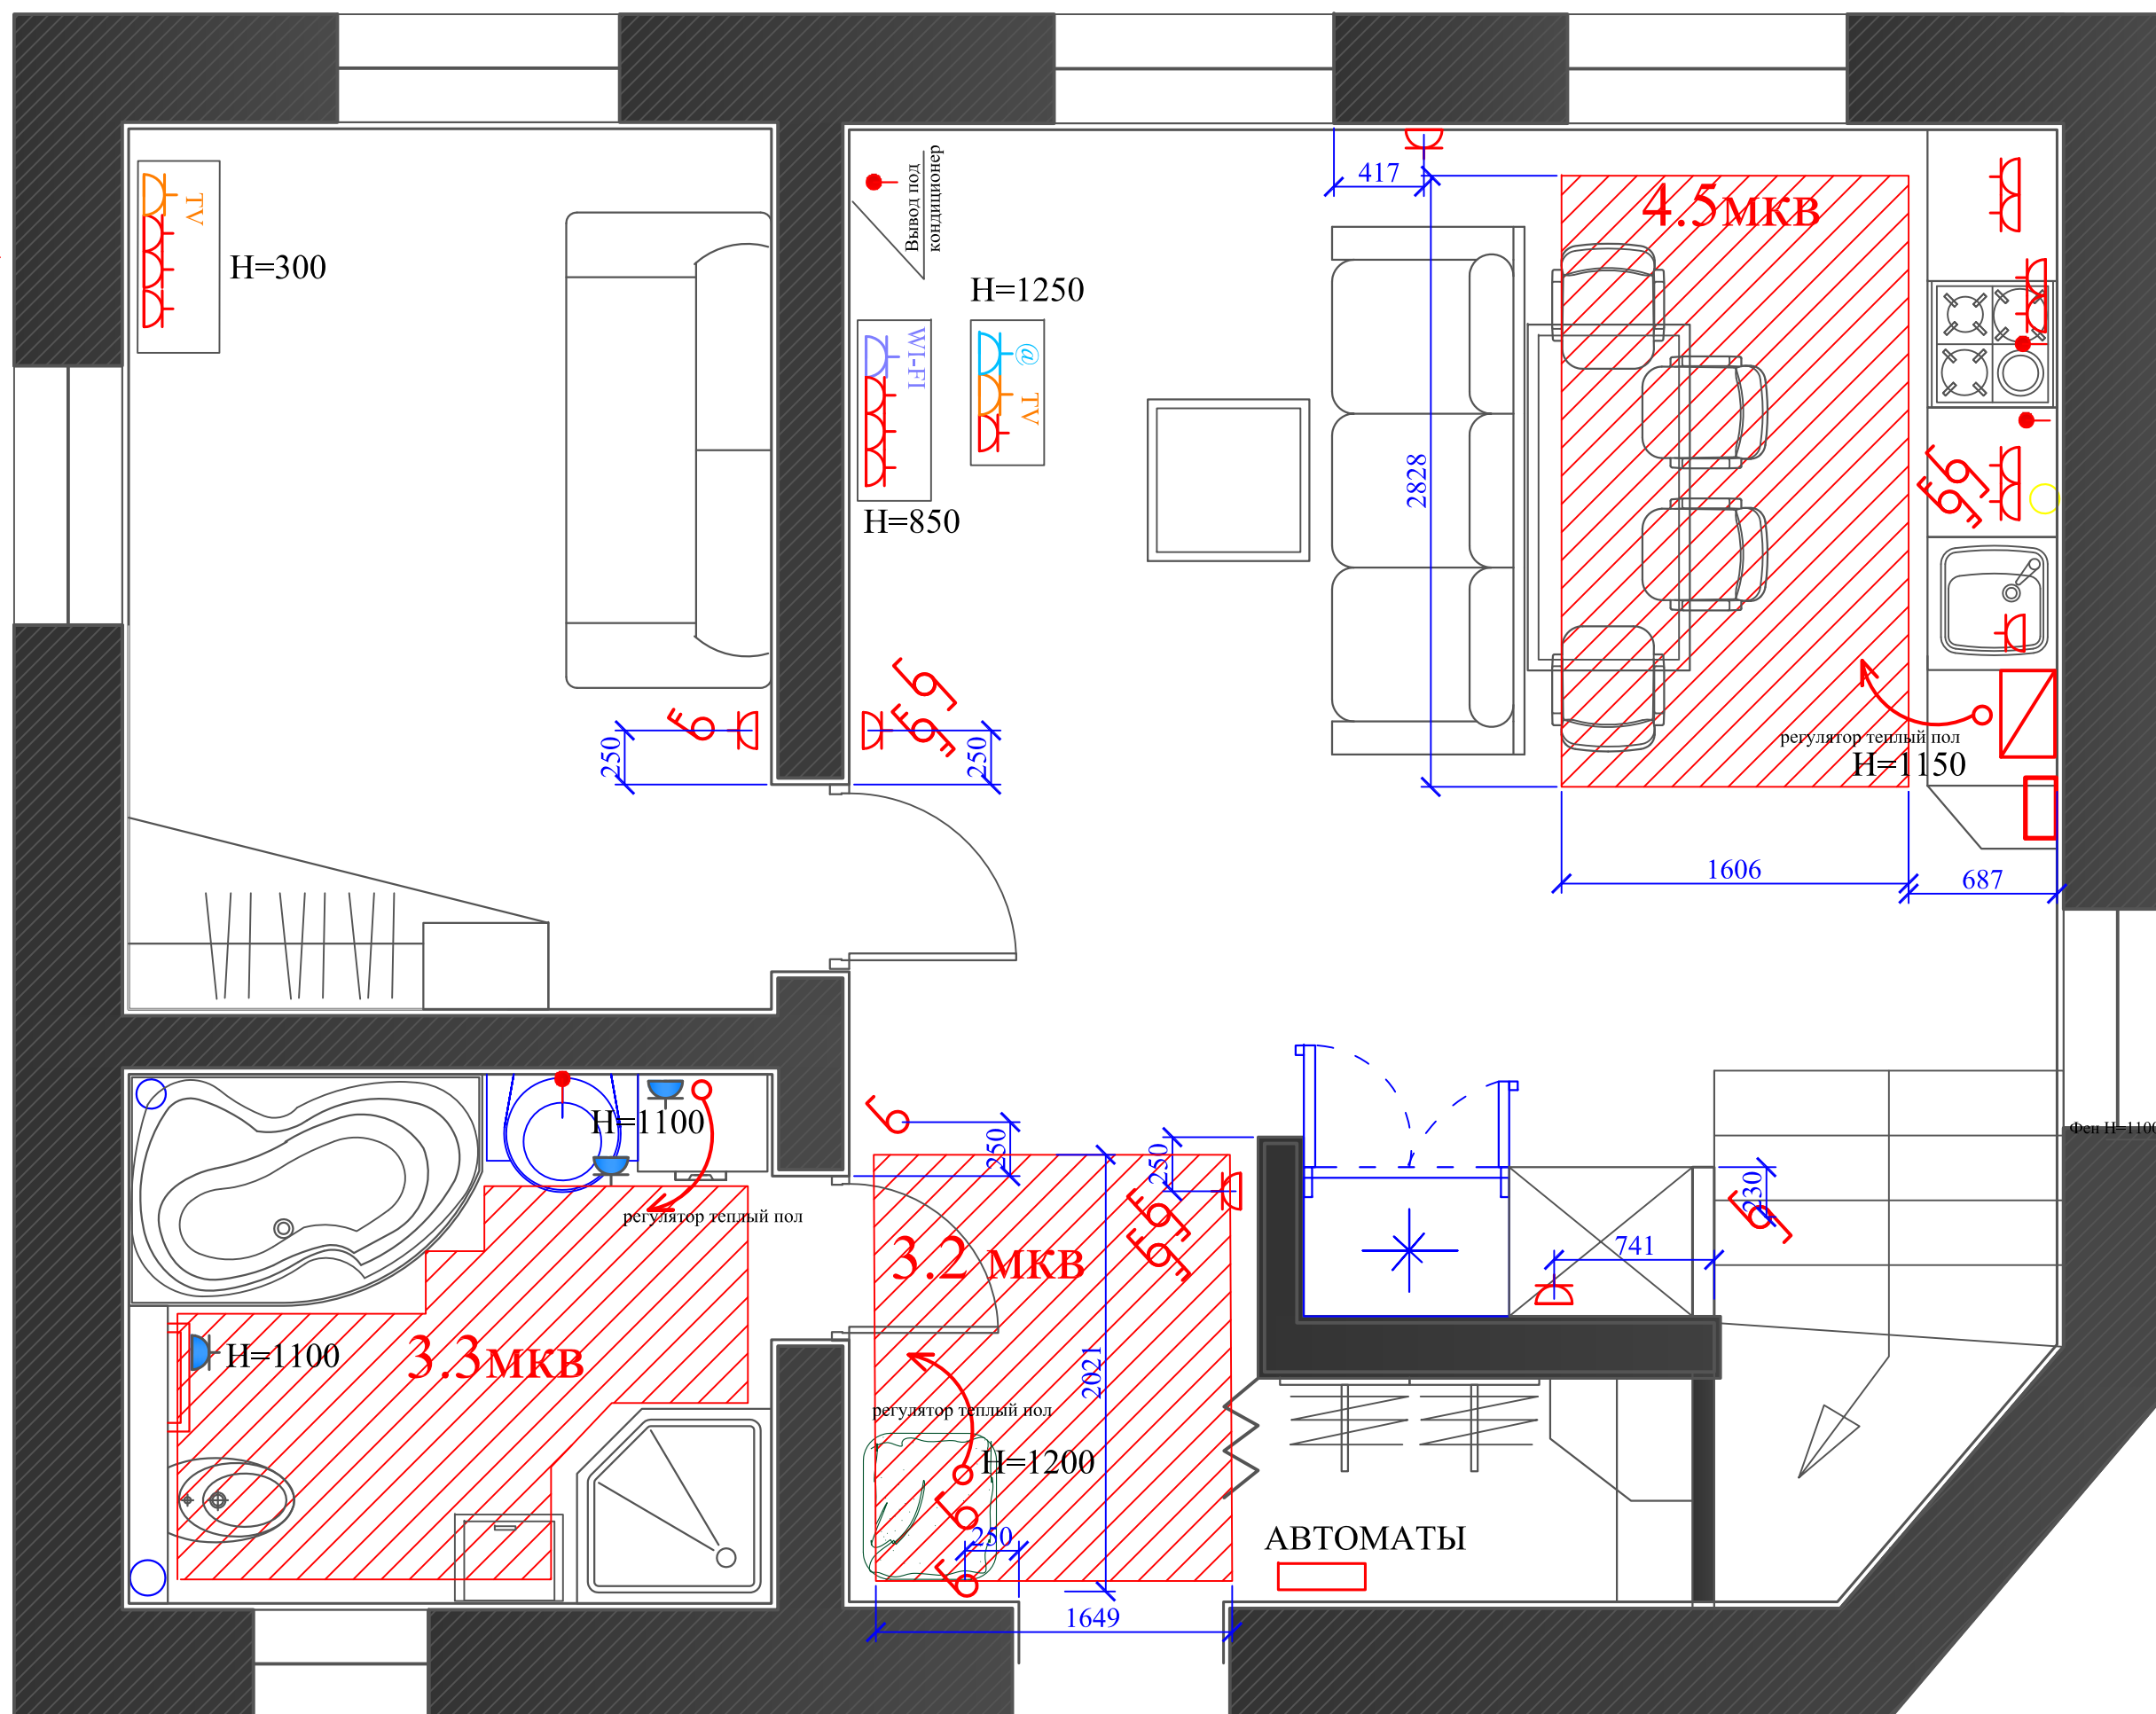 417
4.5мкв
TV
Вывод под
кондиционер
H=300
H=1250
WI-FI
@
TV
H=850
2828
регулятор теплый пол
H=1150
250
250
1606
687
H=1100
Фен H=1100
250
250
230
регулятор теплый пол
3.2 мкв
741
H=1100
3.3мкв
2021
регулятор теплый пол
H=1200
250
АВТОМАТЫ
1649